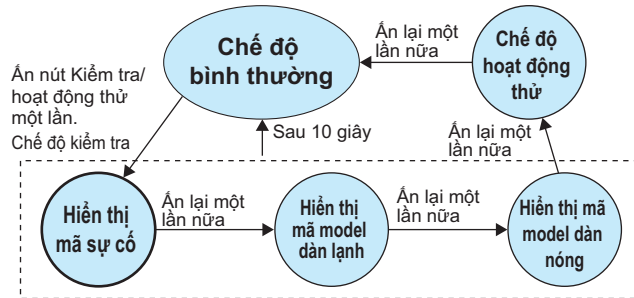 Chế độ
bình thường
Ấn lại một
lần nữa
Chế độ
hoạt động
thử
Ấn nút Kiểm tra/
hoạt động thử
một lần.
Chế độ kiểm tra
Sau 10 giây
Ấn lại một
lần nữa
Hiển thị
mã sự cố
Ấn lại một
lần nữa
Hiển thị
mã model
dàn lạnh
Ấn lại một
lần nữa
Hiển thị mã
model dàn
nóng